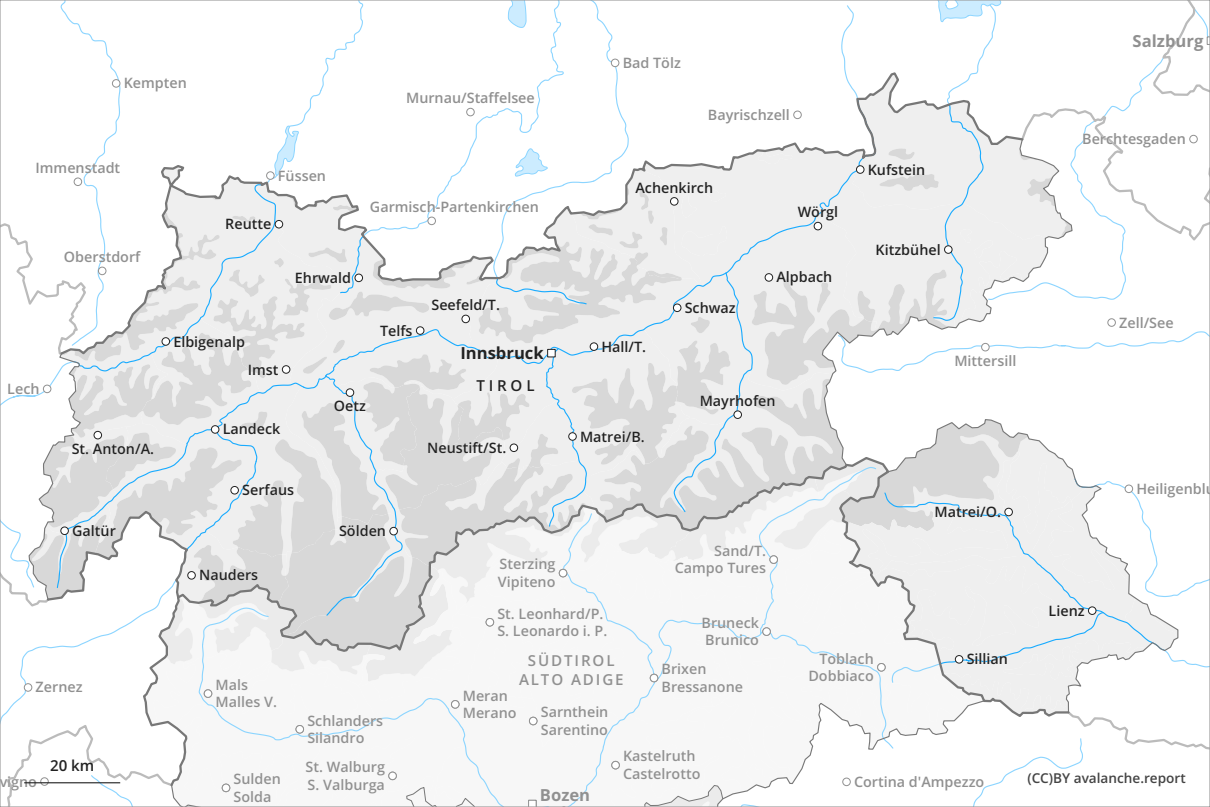 Salzburg
Bad Tölz
Kempten
Murnau/Staffelsee
Bayrischzell
Berchtesgaden
Immenstadt
Füssen
Kufstein
Achenkirch
Garmisch-Partenkirchen
Wörgl
Reutte
Kitzbühel
Oberstdorf
Ehrwald
Alpbach
Seefeld/T.
Schwaz
Zell/See
Telfs
Elbigenalp
Innsbruck
Hall/T.
Mittersill
Imst
TIROL
Lech
Oetz
Mayrhofen
Landeck
Matrei/B.
St. Anton/A.
Neustift/St.
Serfaus
Heiligenblu
Matrei/O.
Galtür
Sölden
Sand/T.
Campo Tures
Sterzing
Vipiteno
Nauders
Lienz
St. Leonhard/P.
S. Leonardo i. P.
Bruneck
Brunico
SÜDTIROL
ALTO ADIGE
Toblach
Dobbiaco
Sillian
Brixen
Bressanone
Zernez
Mals
Malles V.
Meran
Merano
Sarnthein
Sarentino
Schlanders
Silandro
Kastelruth
Castelrotto
20 km
St. Walburg
S. Valburga
vigno
Sulden
Solda
Cortina d'Ampezzo
(CC)BY avalanche.report
Bozen